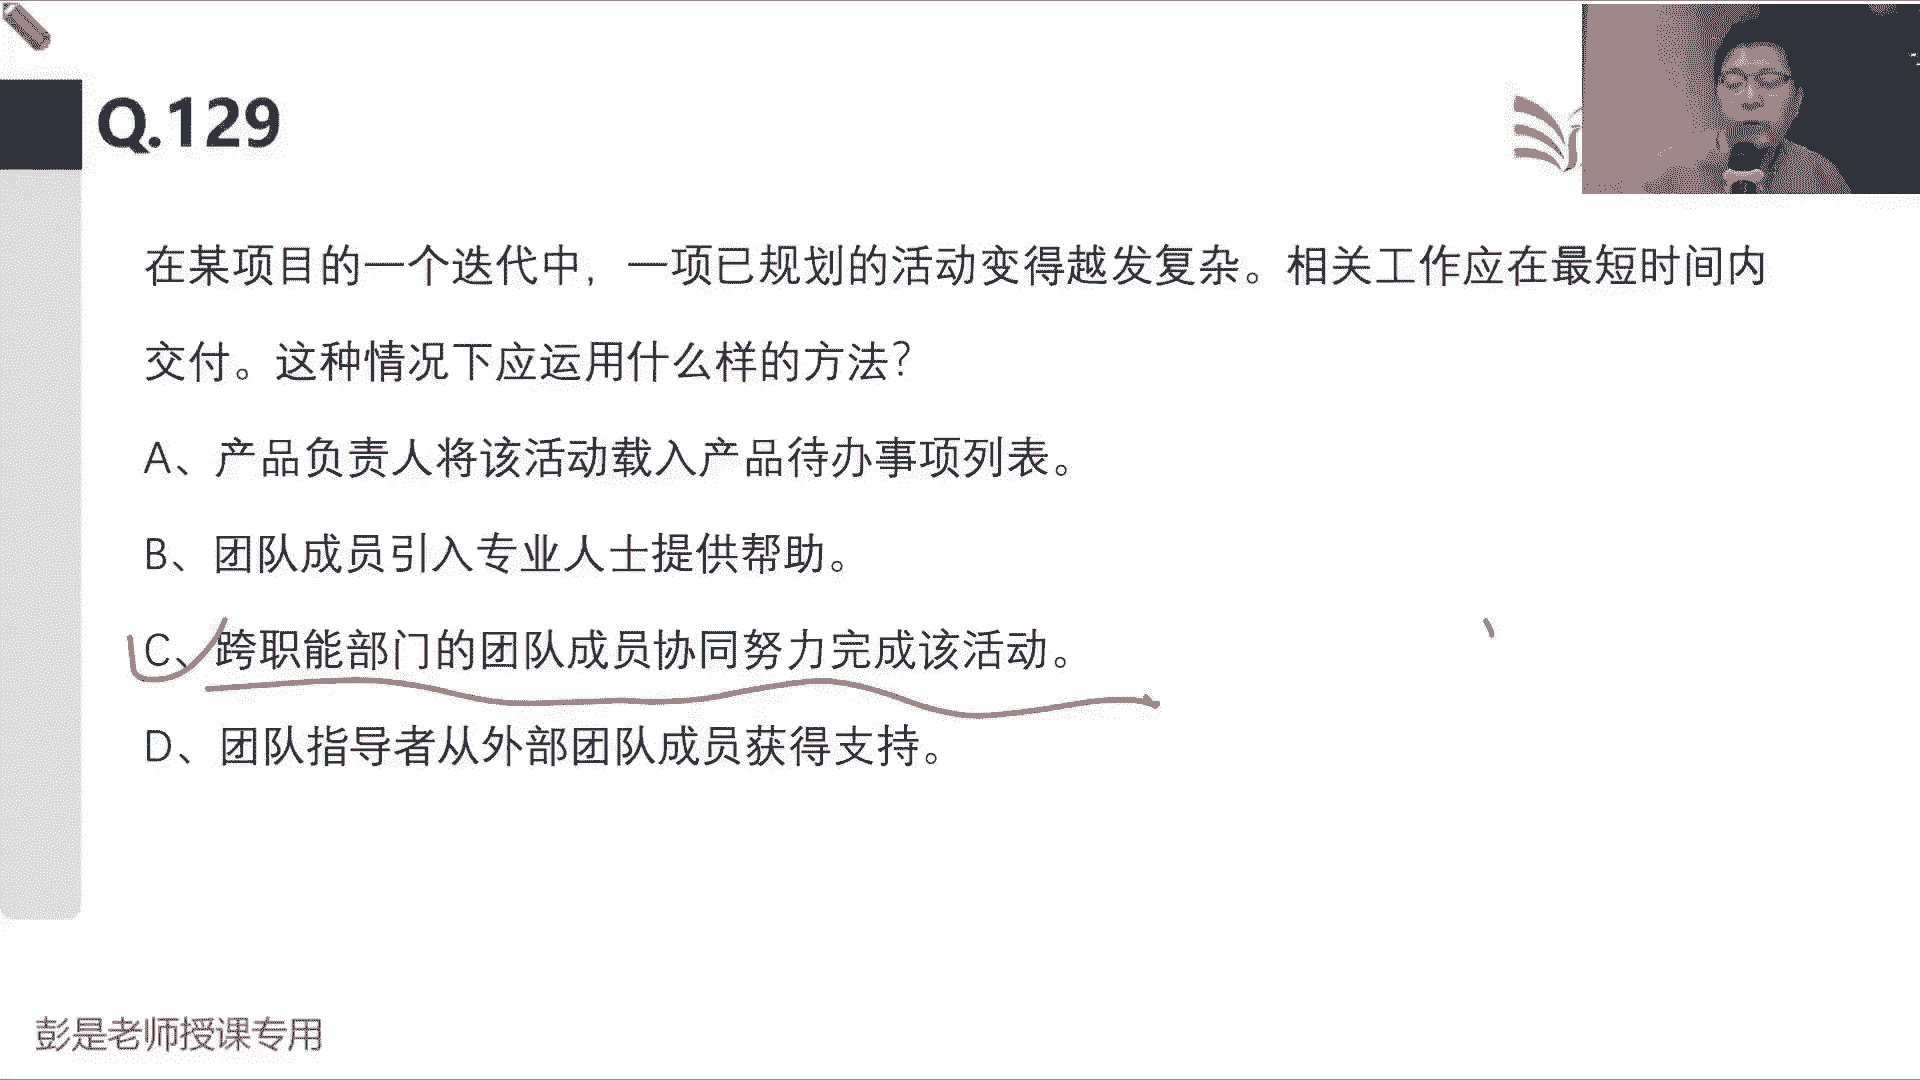 Q.129
在某项目的一个迭代中，一项已规划的活动变得越发复杂。相关工作应在最短时间内
交付。这种情况下应运用什么样的方法？
A、产品负责人将该活动载入产品待办事项列表。
B、团队成员引入专业人士提供帮助。
C、跨职能部门的团队成员协同努力完成该活动。
D、团队指导者从外部团队成员获得支持。
彭是老师授课专用